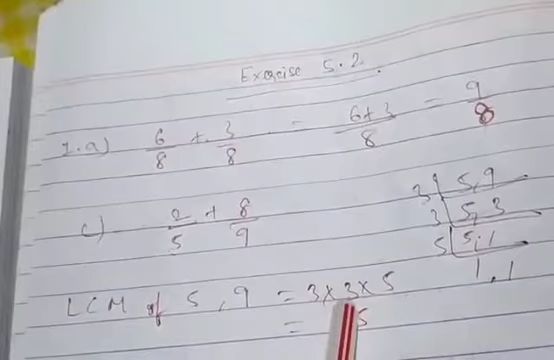 Exercise 5.2.
1.a) 6/8 + 3/8 = 6+3/8 = 9/8
c) 2/5 + 8/9
3 | 5, 9
3 | 5, 3
5 | 5, 1
1, 1
LCM of 5, 9 = 3×3×5
= 5